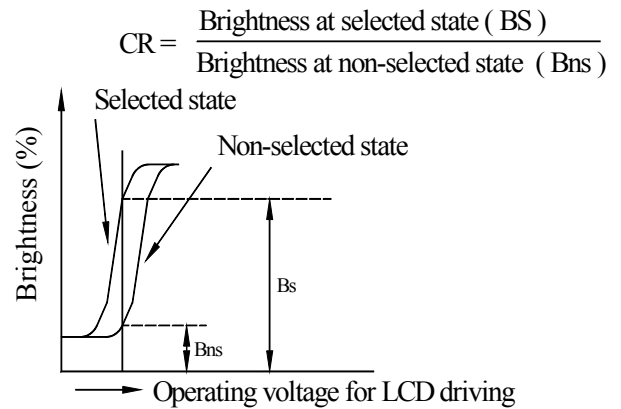 Brightness at selected state ( BS )
CR =
Brightness at non-selected state ( Bns )
Selected state
Non-selected state
Brightness (%)
Bs
Bns
Operating voltage for LCD driving